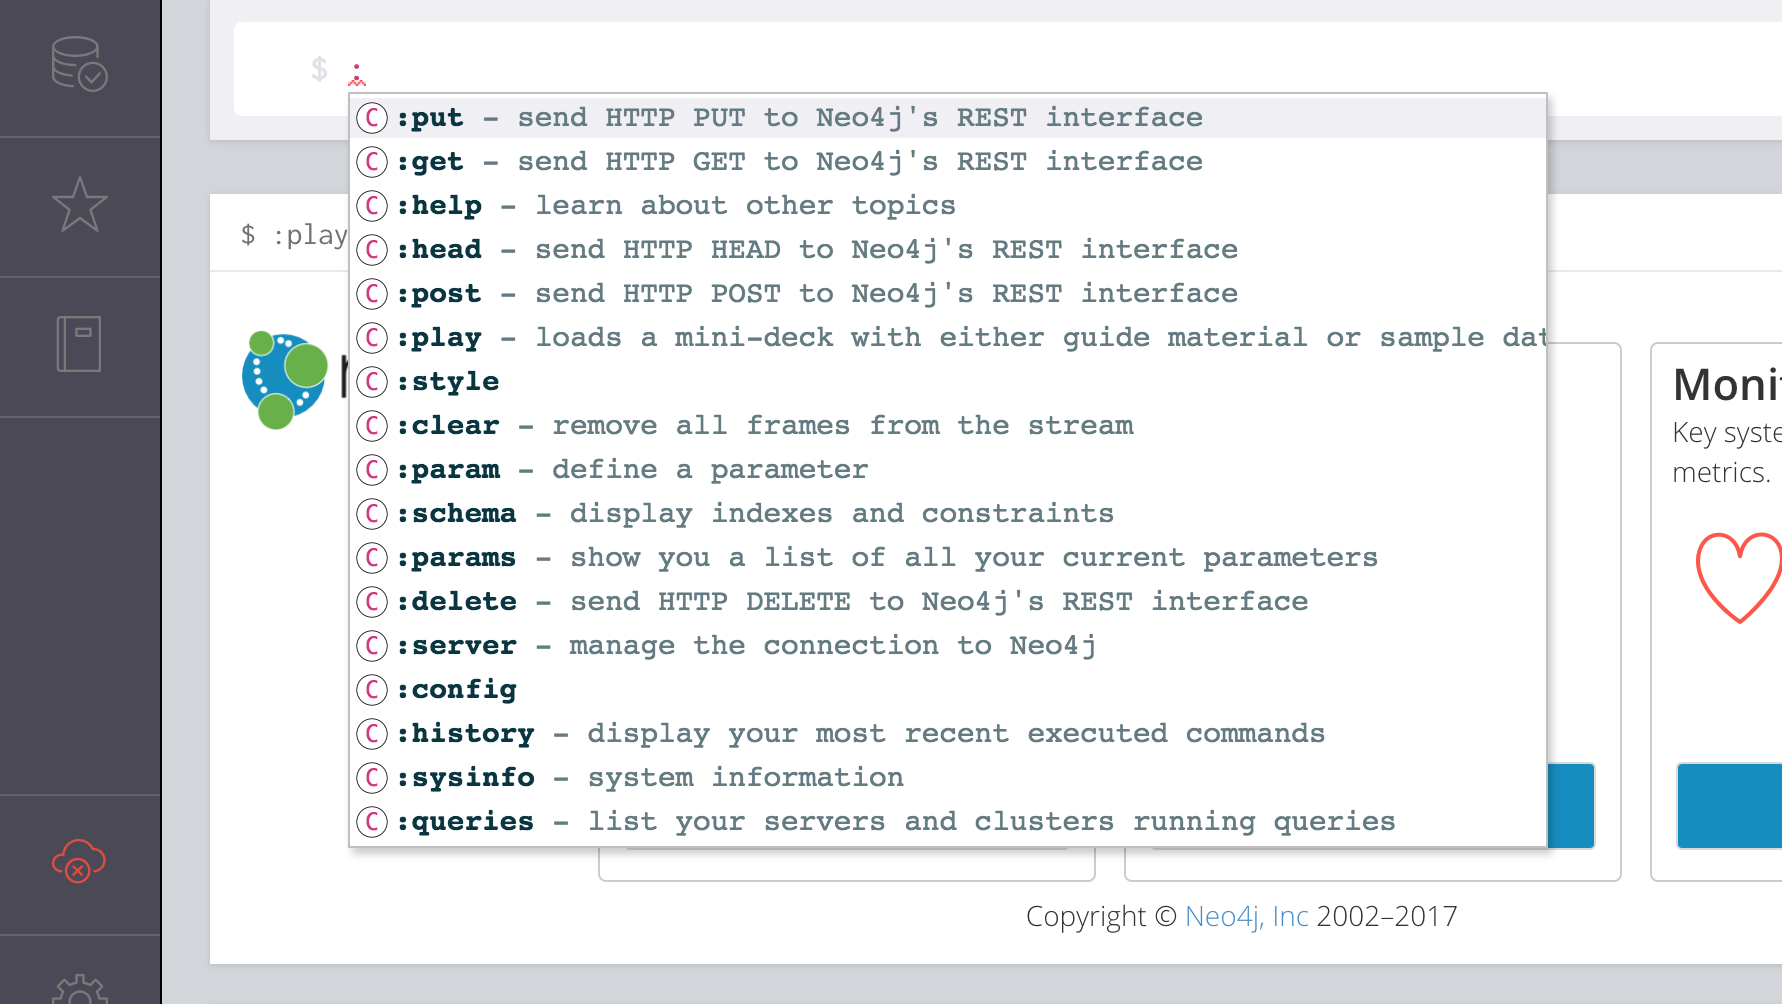 $ :
C :put – send HTTP PUT to Neo4j's REST interface
C :get – send HTTP GET to Neo4j's REST interface
C :help – learn about other topics
C :head – send HTTP HEAD to Neo4j's REST interface
C :post – send HTTP POST to Neo4j's REST interface
C :play – loads a mini-deck with either guide material or sample dat
C :style
C :clear – remove all frames from the stream
C :param – define a parameter
C :schema – display indexes and constraints
C :params – show you a list of all your current parameters
C :delete – send HTTP DELETE to Neo4j's REST interface
C :server – manage the connection to Neo4j
C :config
C :history – display your most recent executed commands
C :sysinfo – system information
C :queries – list your servers and clusters running queries
$ :play
Moni
Key syste
metrics.
Copyright © Neo4j, Inc 2002–2017